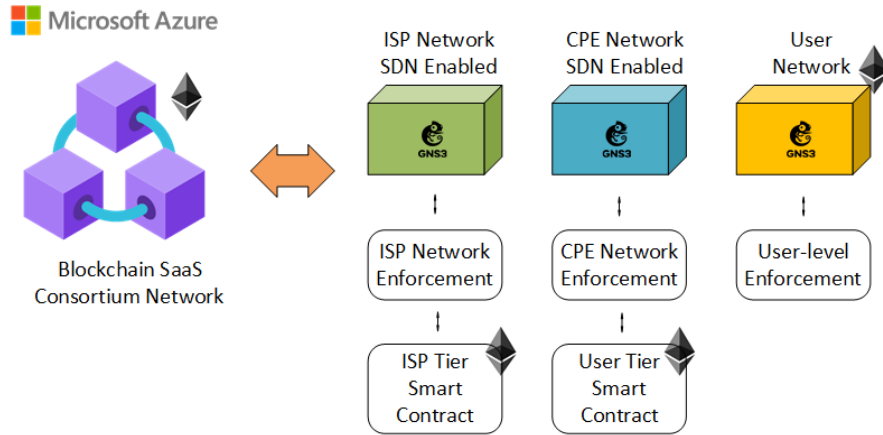 Microsoft Azure
ISP Network
SDN Enabled
CPE Network
SDN Enabled
User
Network
GNS3
GNS3
GNS3
Blockchain SaaS
Consortium Network
ISP Network
Enforcement
CPE Network
Enforcement
User-level
Enforcement
ISP Tier
Smart
Contract
User Tier
Smart
Contract